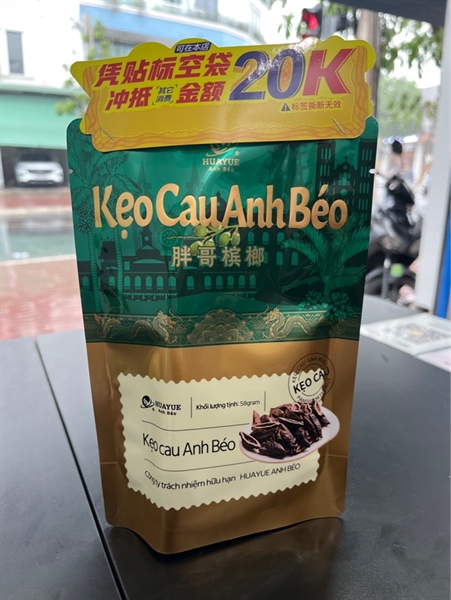 可在本店
凭贴标空袋
冲抵"其它消费"金额
20K
⚠标签撕断无效
HUAYUE
Anh Béo
Kẹo Cau Anh Béo
胖哥槟榔
HUAYUE
Anh Béo
Khối lượng tịnh: 58gram
KẸO CAU
Kẹo cau Anh Béo
Công ty trách nhiệm hữu hạn HUAYUE ANH BÉO